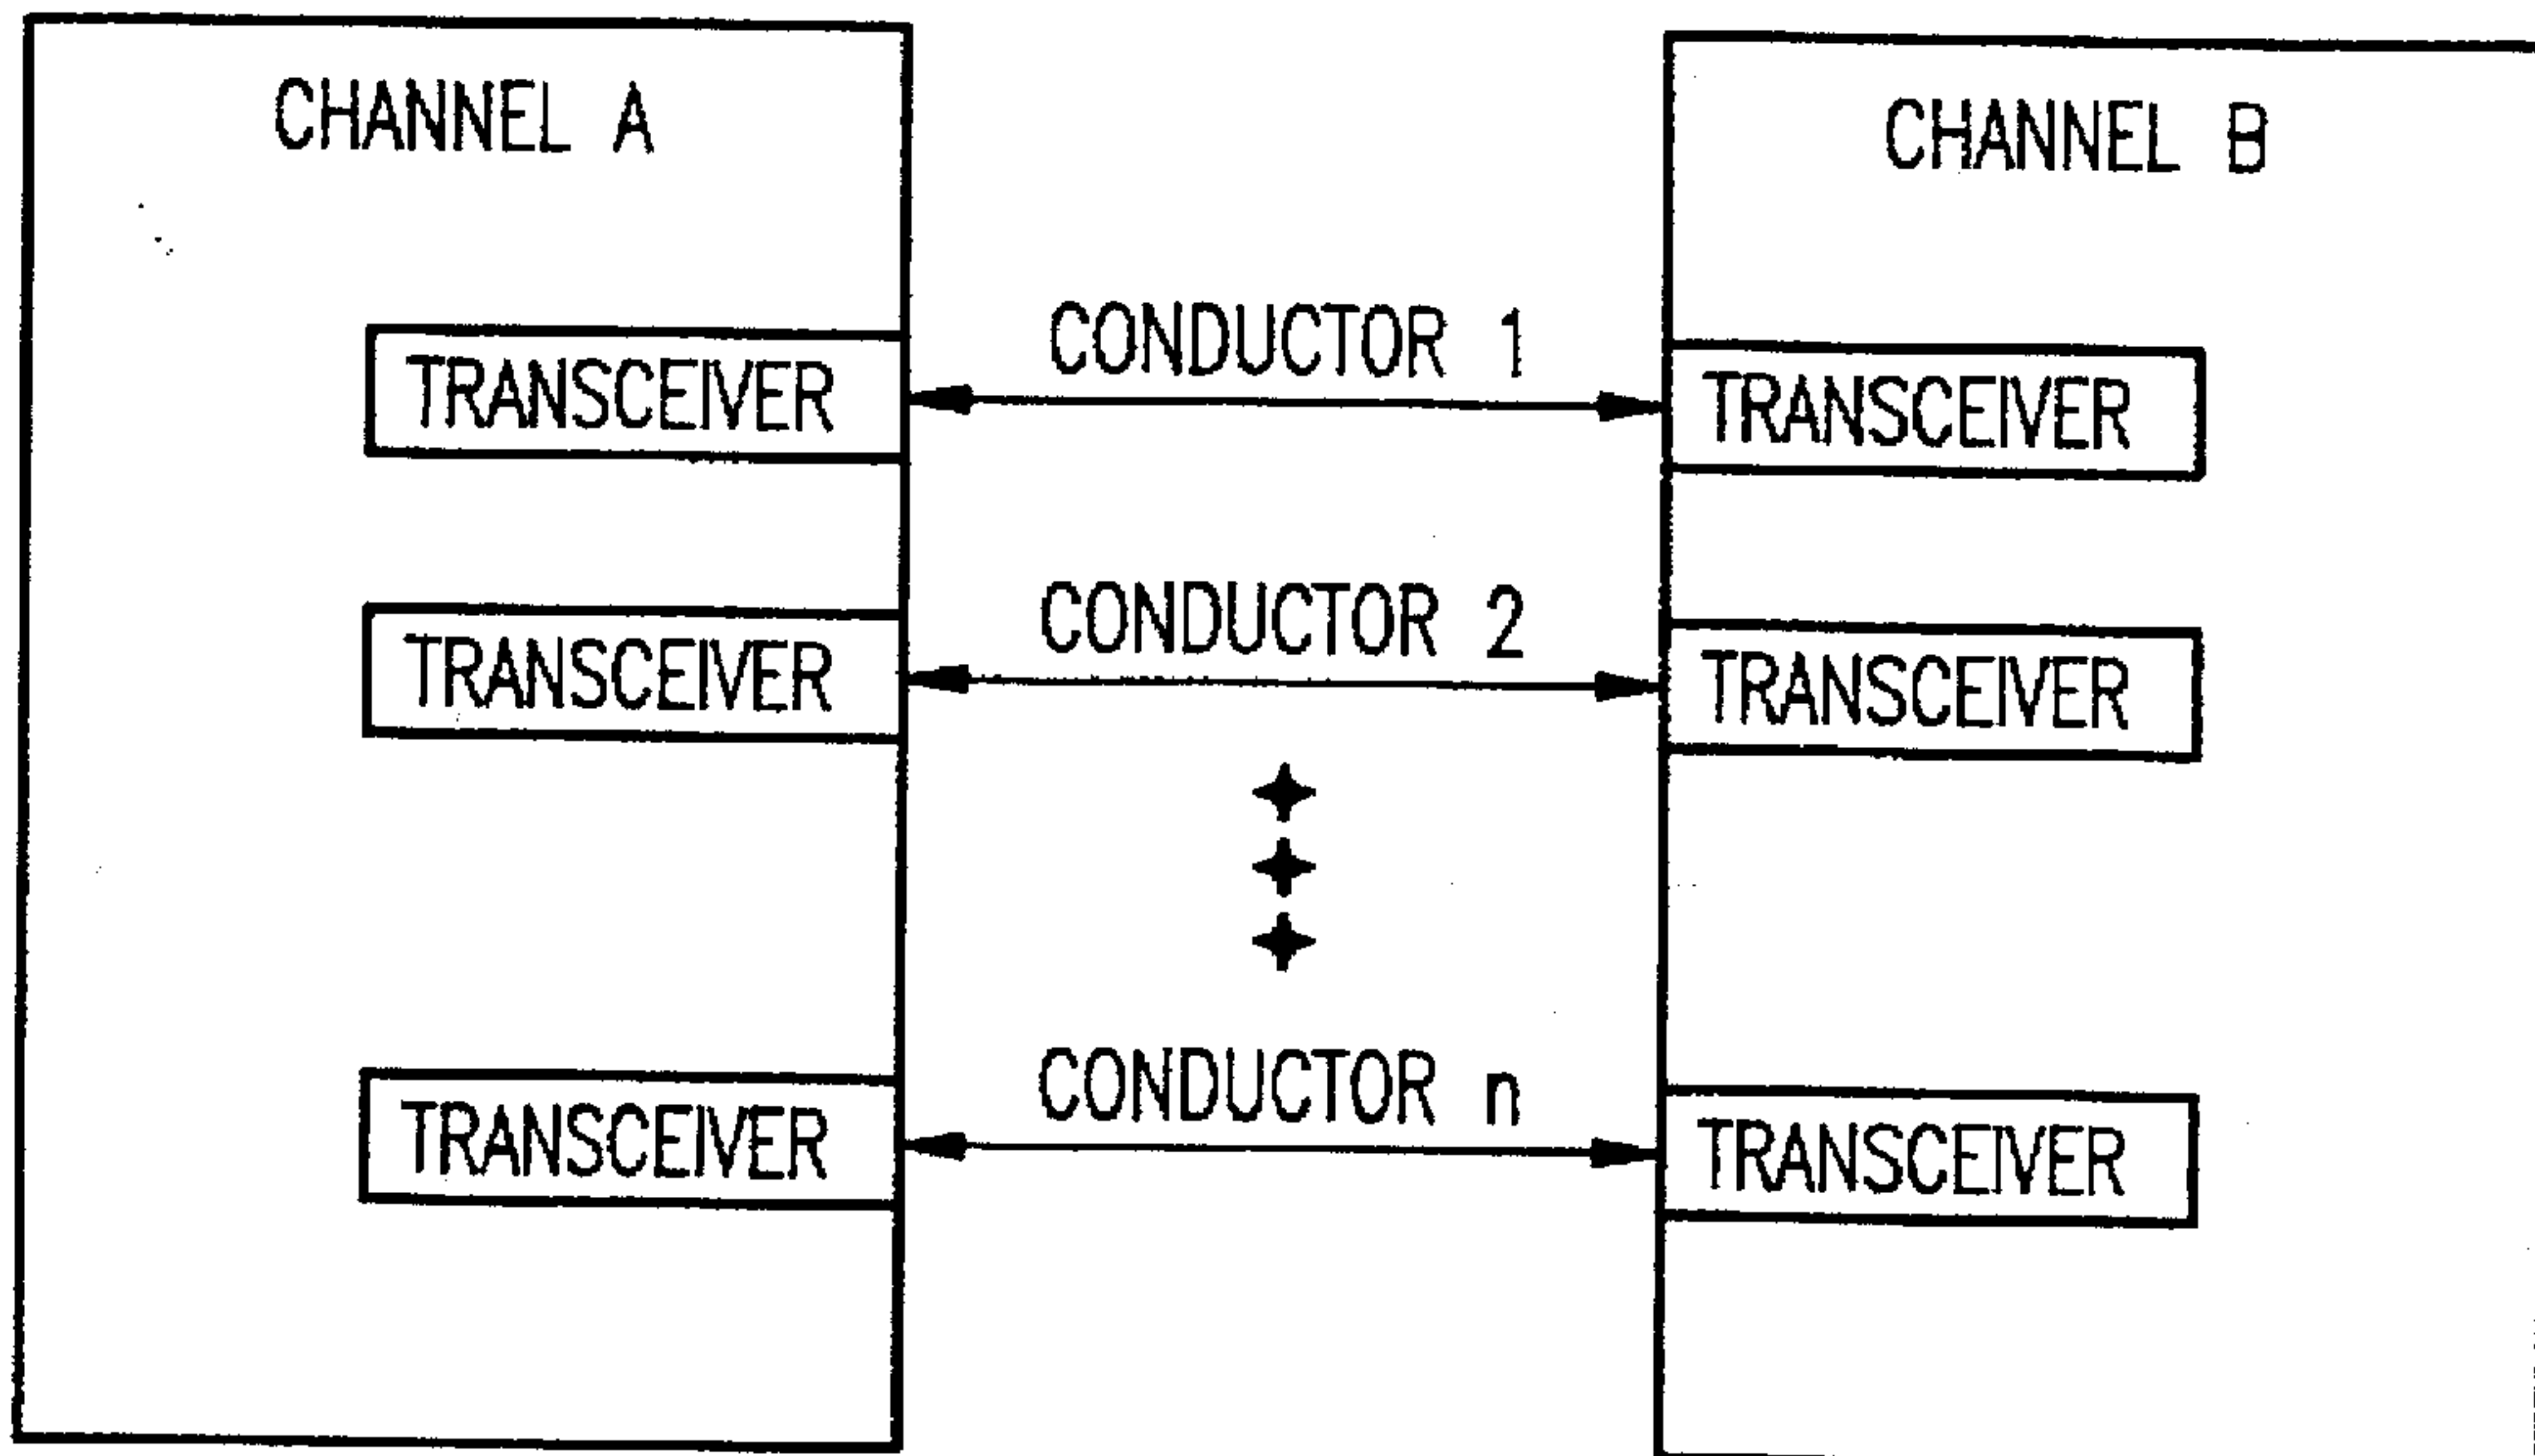 CHANNEL A
CHANNEL B
CONDUCTOR 1
TRANSCEIVER
TRANSCEIVER
CONDUCTOR 2
TRANSCEIVER
TRANSCEIVER
CONDUCTOR n
TRANSCEIVER
TRANSCEIVER